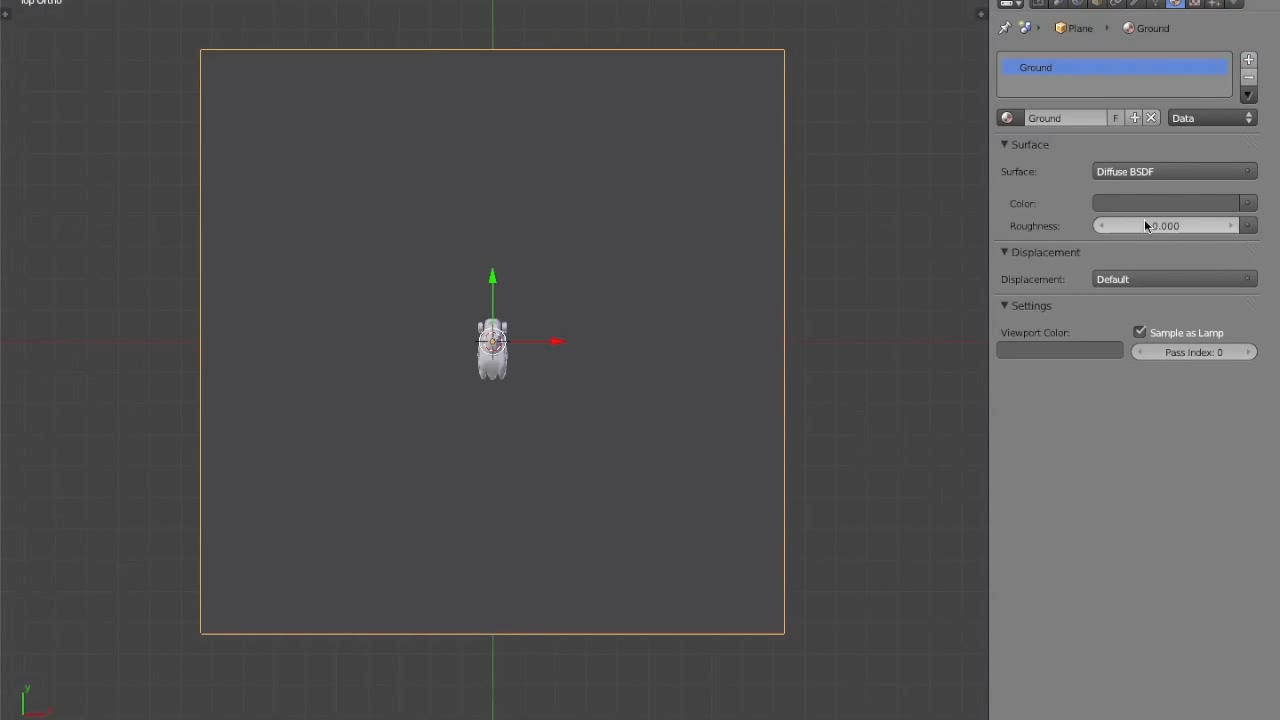 Top Ortho
Plane
Ground
Ground
Ground
F
Data
Surface
Surface:
Diffuse BSDF
Color:
Roughness:
0.000
Displacement
Displacement:
Default
Settings
Viewport Color:
Sample as Lamp
Pass Index: 0
y